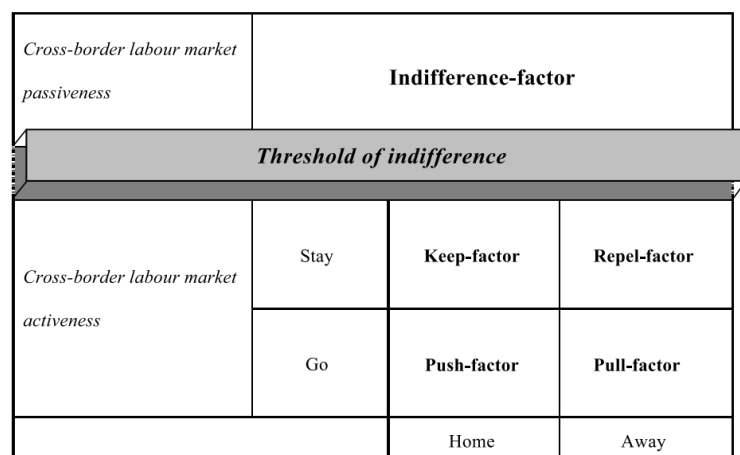 Cross-border labour market
passiveness
Indifference-factor
Threshold of indifference
Cross-border labour market
activeness
Stay
Keep-factor
Repel-factor
Go
Push-factor
Pull-factor
Home
Away